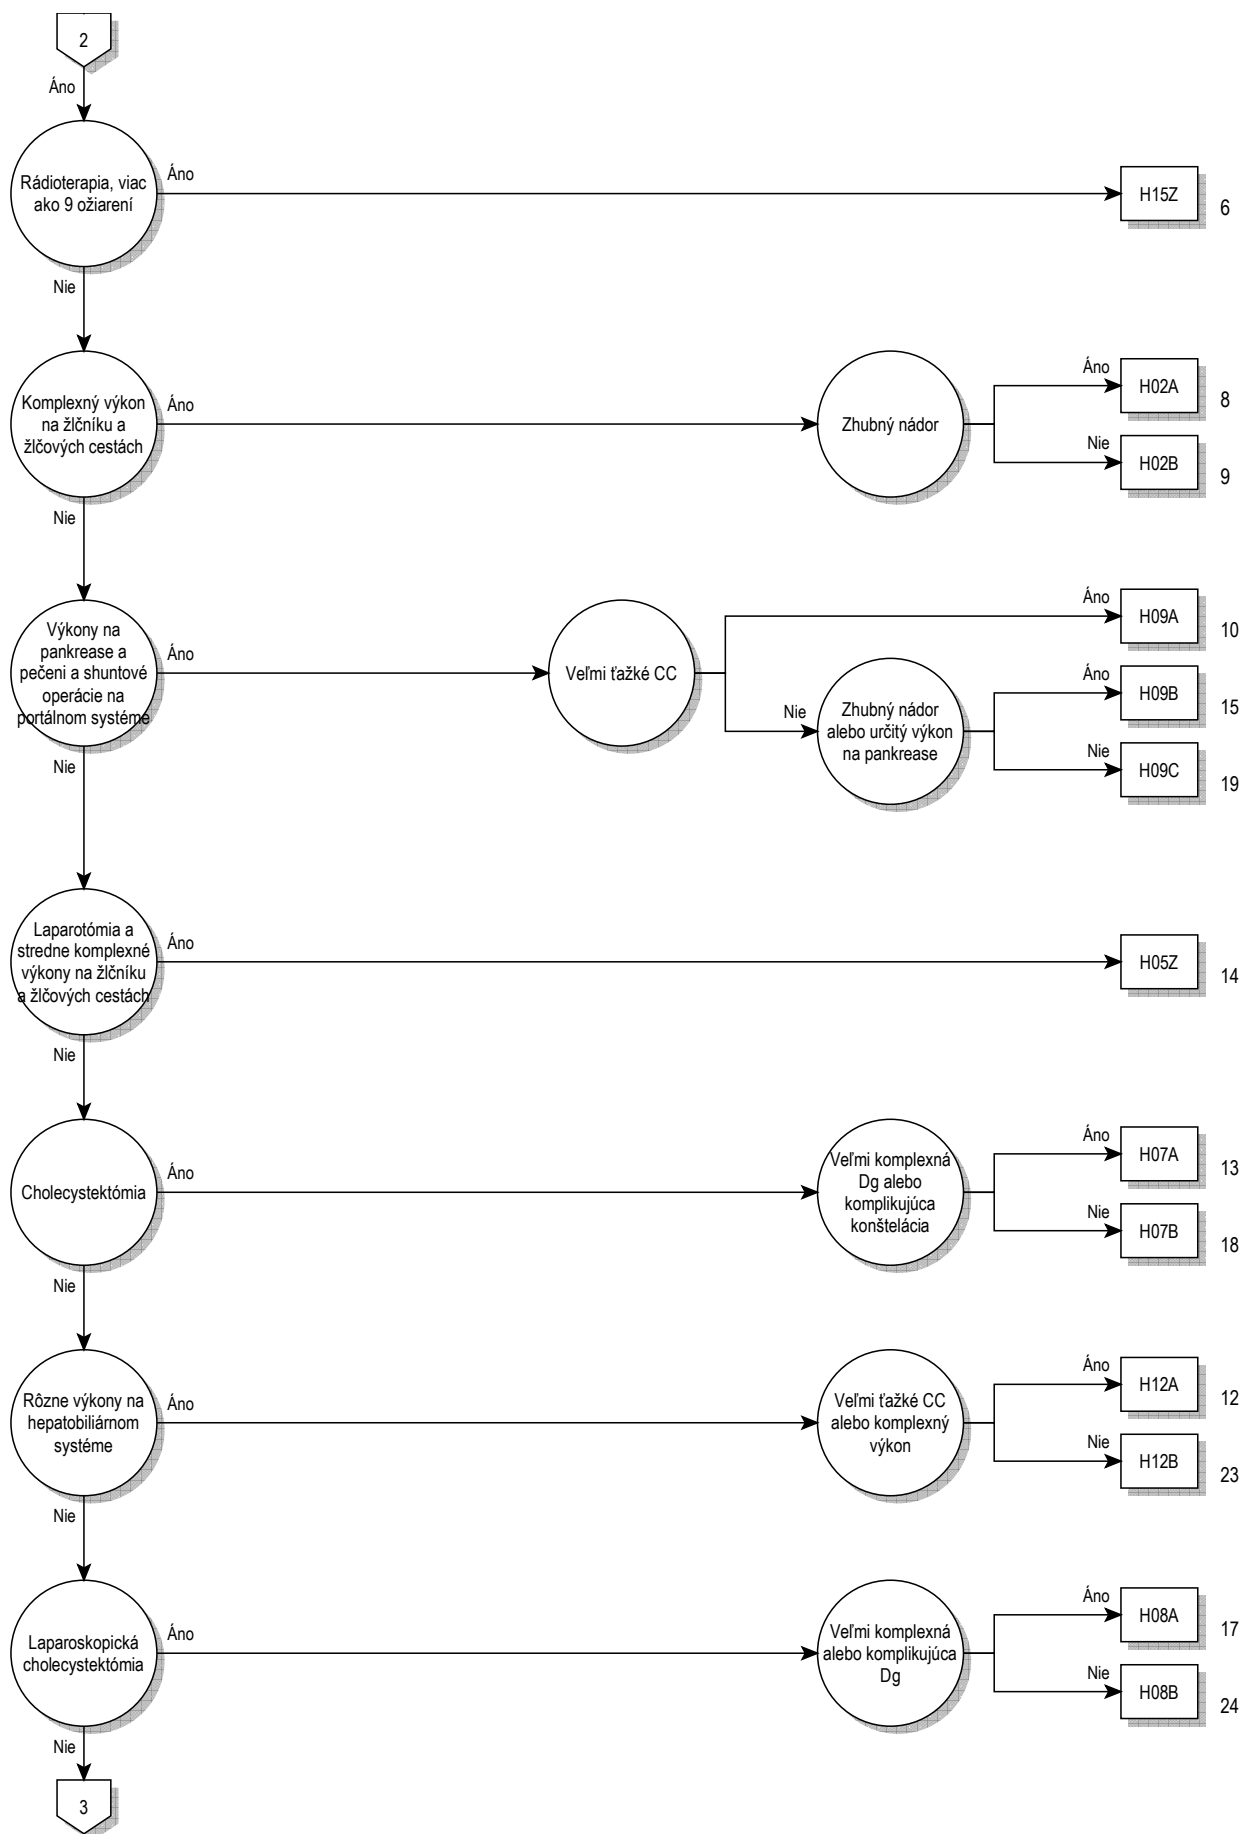 2
Áno
Rádioterapia, viac
ako 9 ožiarení
Áno
H15Z
6
Nie
Komplexný výkon
na žlčníku a
žlčových cestách
Áno
Zhubný nádor
Áno
H02A
8
Nie
H02B
9
Nie
Výkony na
pankrease a
pečeni a shuntové
operácie na
portálnom systéme
Áno
Veľmi ťažké CC
Áno
H09A
10
Nie
Zhubný nádor
alebo určitý výkon
na pankrease
Áno
H09B
15
Nie
H09C
19
Nie
Laparotómia a
stredne komplexné
výkony na žlčníku
a žlčových cestách
Áno
H05Z
14
Nie
Cholecystektómia
Áno
Veľmi komplexná
Dg alebo
komplikujúca
konštelácia
Áno
H07A
13
Nie
H07B
18
Nie
Rôzne výkony na
hepatobiliárnom
systéme
Áno
Veľmi ťažké CC
alebo komplexný
výkon
Áno
H12A
12
Nie
H12B
23
Nie
Laparoskopická
cholecystektómia
Áno
Veľmi komplexná
alebo komplikujúca
Dg
Áno
H08A
17
Nie
H08B
24
Nie
3